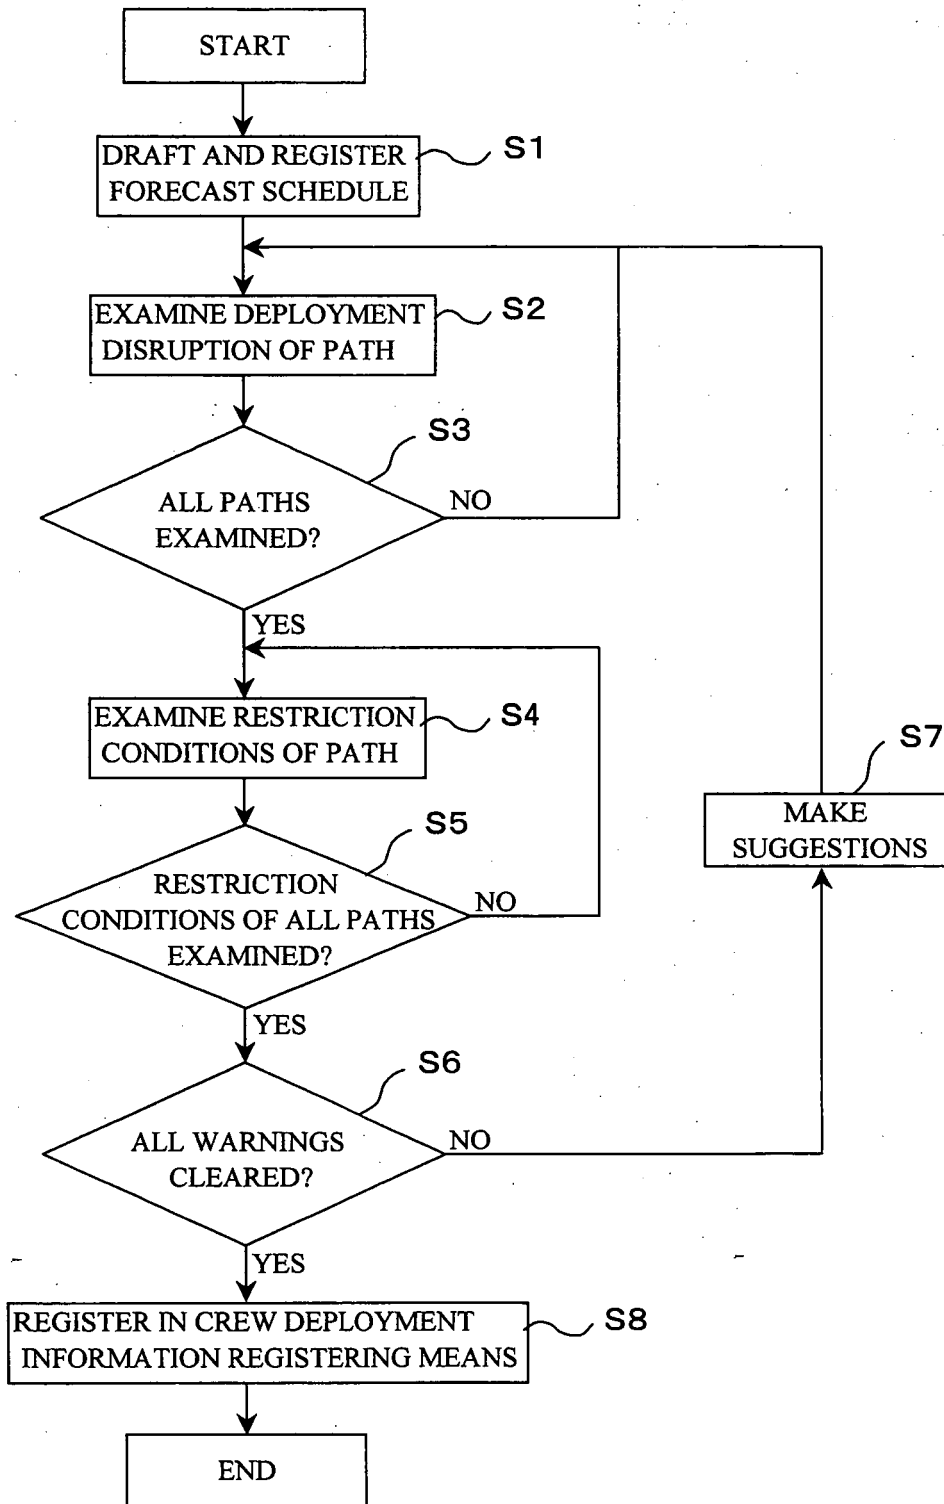 START
DRAFT AND REGISTER
FORECAST SCHEDULE
S1
EXAMINE DEPLOYMENT
DISRUPTION OF PATH
S2
S3
ALL PATHS
EXAMINED?
NO
YES
EXAMINE RESTRICTION
CONDITIONS OF PATH
S4
S7
MAKE
SUGGESTIONS
S5
RESTRICTION
CONDITIONS OF ALL PATHS
EXAMINED?
NO
YES
S6
ALL WARNINGS
CLEARED?
NO
YES
REGISTER IN CREW DEPLOYMENT
INFORMATION REGISTERING MEANS
S8
END